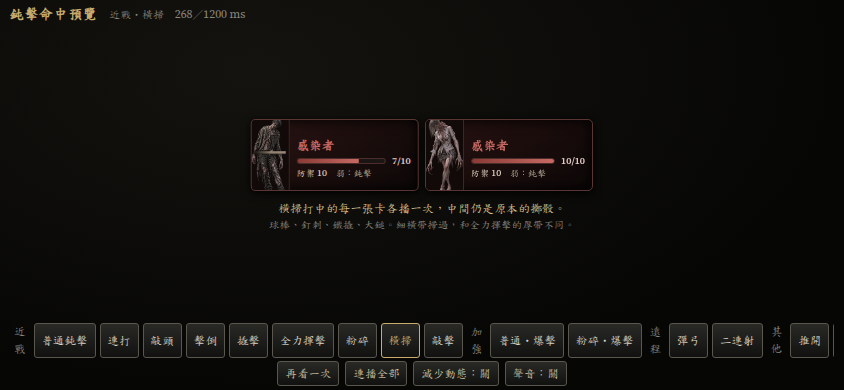 鈍擊命中預覽 近戰・橫掃 268／1200 ms
感染者
7/10
防禦 10 弱：鈍擊
感染者
10/10
防禦 10 弱：鈍擊
橫掃打中的每一張卡各播一次，中間仍是原本的擲骰。
球棒、釘刺、鐵撬、大鎚。細橫帶掃過，和全力揮擊的厚帶不同。
近戰 普通鈍擊 連打 敲頭 擊倒 撬擊 全力揮擊 粉碎 橫掃 敲擊 加強 普通・爆擊 粉碎・爆擊 遠程 彈弓 二連射 其他 推開
再看一次 連播全部 減少動態：關 聲音：關